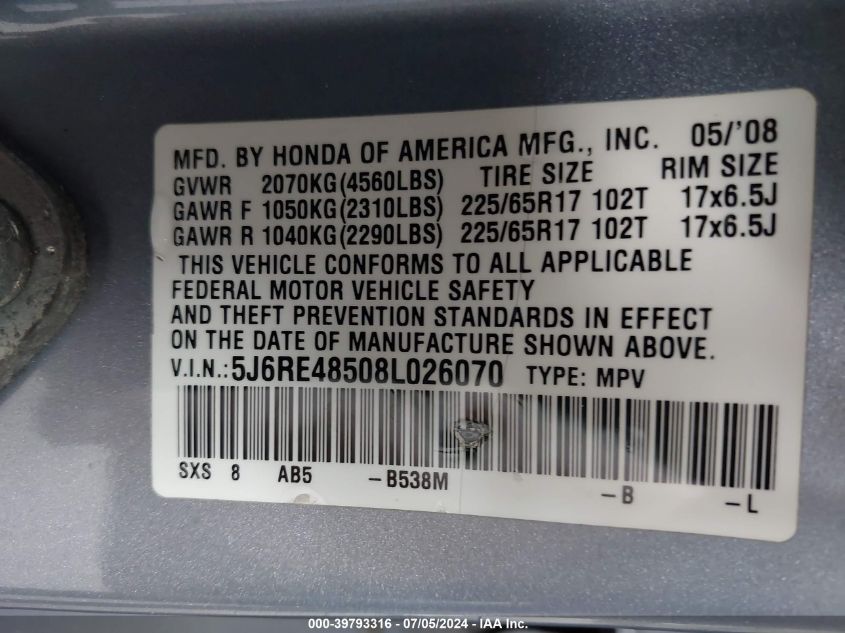 MFD. BY HONDA OF AMERICA MFG., INC. 05/'08
GVWR 2070KG(4560LBS) TIRE SIZE RIM SIZE
GAWR F 1050KG(2310LBS) 225/65R17 102T 17x6.5J
GAWR R 1040KG(2290LBS) 225/65R17 102T 17x6.5J
THIS VEHICLE CONFORMS TO ALL APPLICABLE
FEDERAL MOTOR VEHICLE SAFETY
AND THEFT PREVENTION STANDARDS IN EFFECT
ON THE DATE OF MANUFACTURE SHOWN ABOVE.
V.I.N.:5J6RE48508L026070 TYPE: MPV
SXS 8 AB5 -B538M -B -L
000-39793316 - 07/05/2024 - IAA Inc.